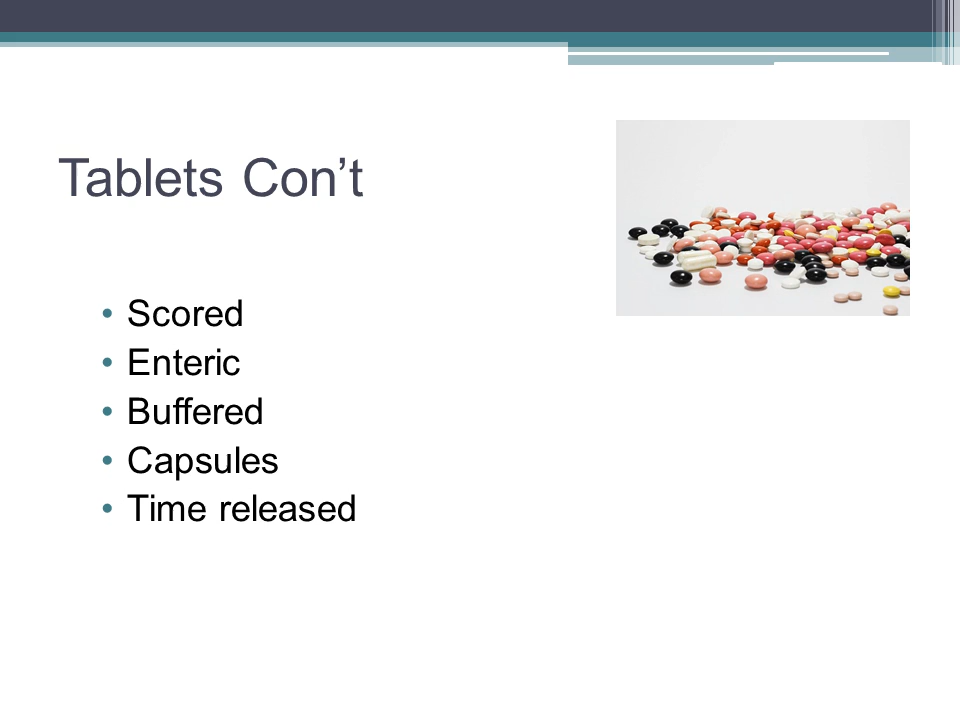 Tablets Con’t
• Scored
• Enteric
• Buffered
• Capsules
• Time released